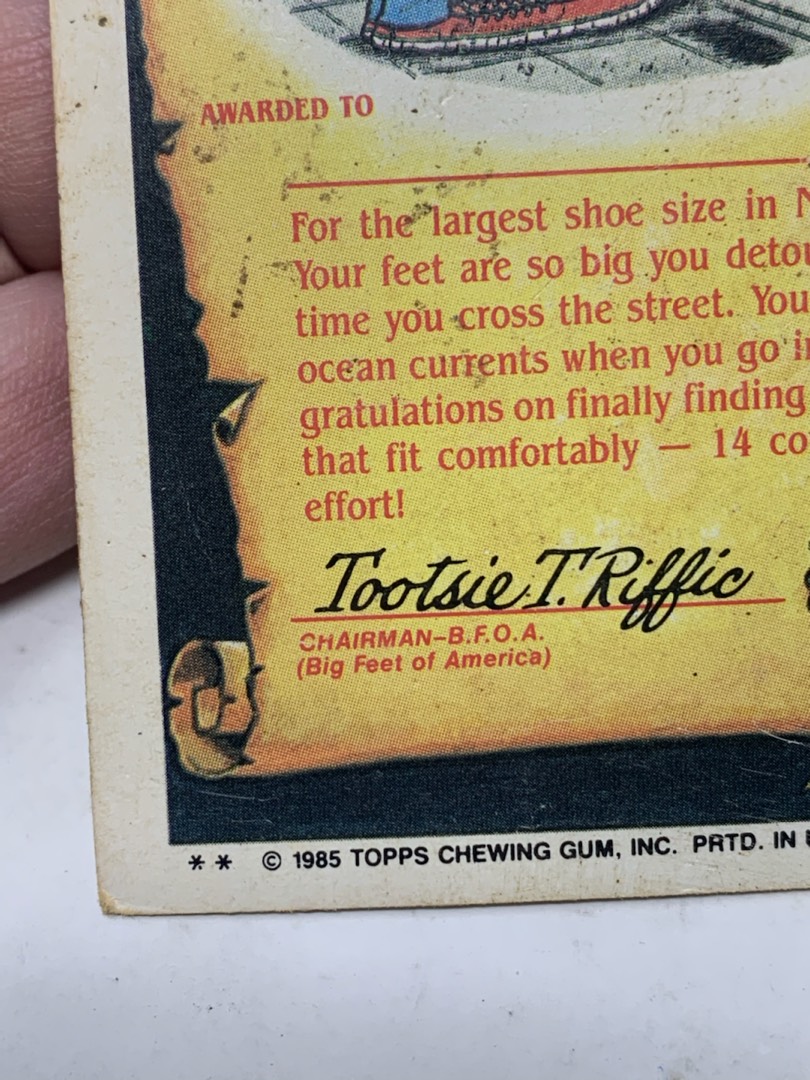 AWARDED TO
For the largest shoe size in
Your feet are so big you
time you cross the street. You
ocean currents when you go
gratulations on finally finding
that fit comfortably — 14
effort!
Tootsie T. Riffic
CHAIRMAN–B.F.O.A.
(Big Feet of America)
** © 1985 TOPPS CHEWING GUM, INC. PRTD. IN